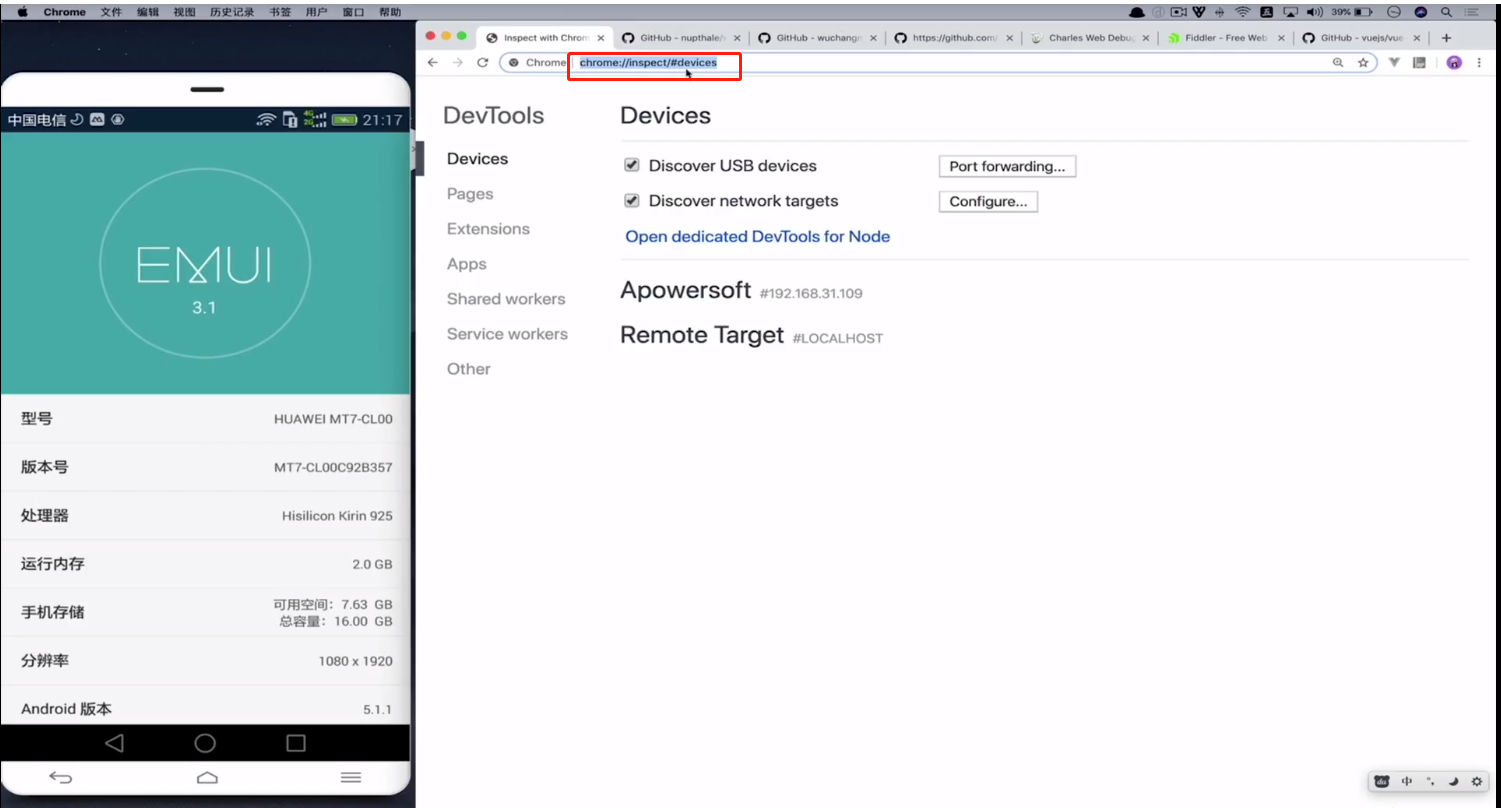 Chrome 文件 编辑 视图 历史记录 书签 用户 窗口 帮助
39%
Inspect with Chrom
GitHub - nupthale/
GitHub - wuchangn
https://github.com/
Charles Web Debug
Fiddler - Free Web
GitHub - vuejs/vue
Chrome | chrome://inspect/#devices
中国电信
4G
2G
21:17
EMUI
3.1
型号 HUAWEI MT7-CL00
版本号 MT7-CL00C92B357
处理器 Hisilicon Kirin 925
运行内存 2.0 GB
手机存储 可用空间：7.63 GB
总容量：16.00 GB
分辨率 1080 x 1920
Android 版本 5.1.1
DevTools
Devices
Pages
Extensions
Apps
Shared workers
Service workers
Other
Devices
Discover USB devices
Port forwarding...
Discover network targets
Configure...
Open dedicated DevTools for Node
Apowersoft #192.168.31.109
Remote Target #LOCALHOST
中